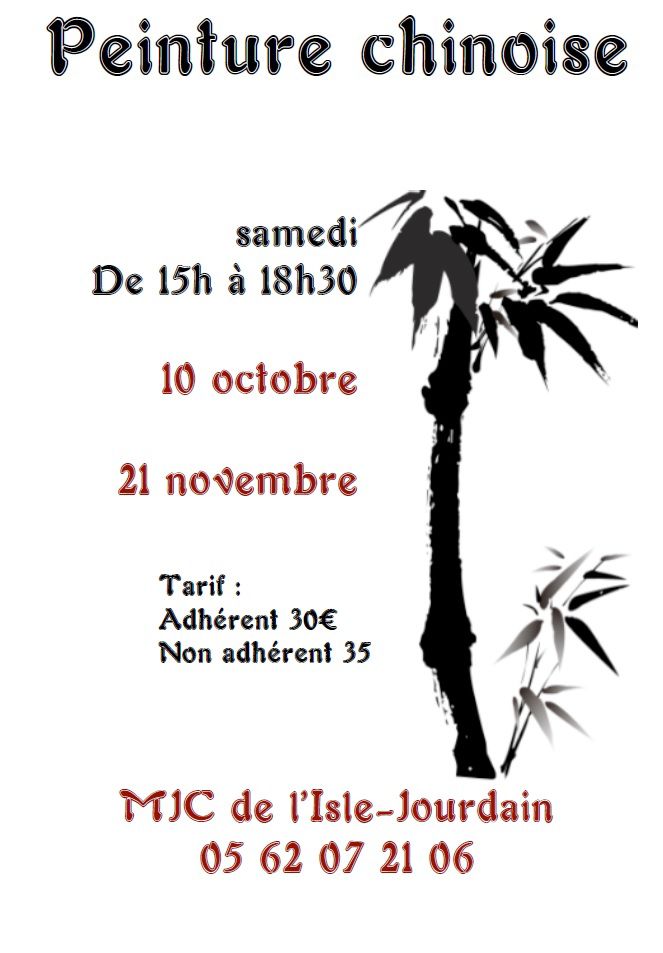 Peinture chinoise
samedi
De 15h à 18h30
10 octobre
21 novembre
Tarif :
Adhérent 30€
Non adhérent 35
MJC de l'Isle-Jourdain
05 62 07 21 06